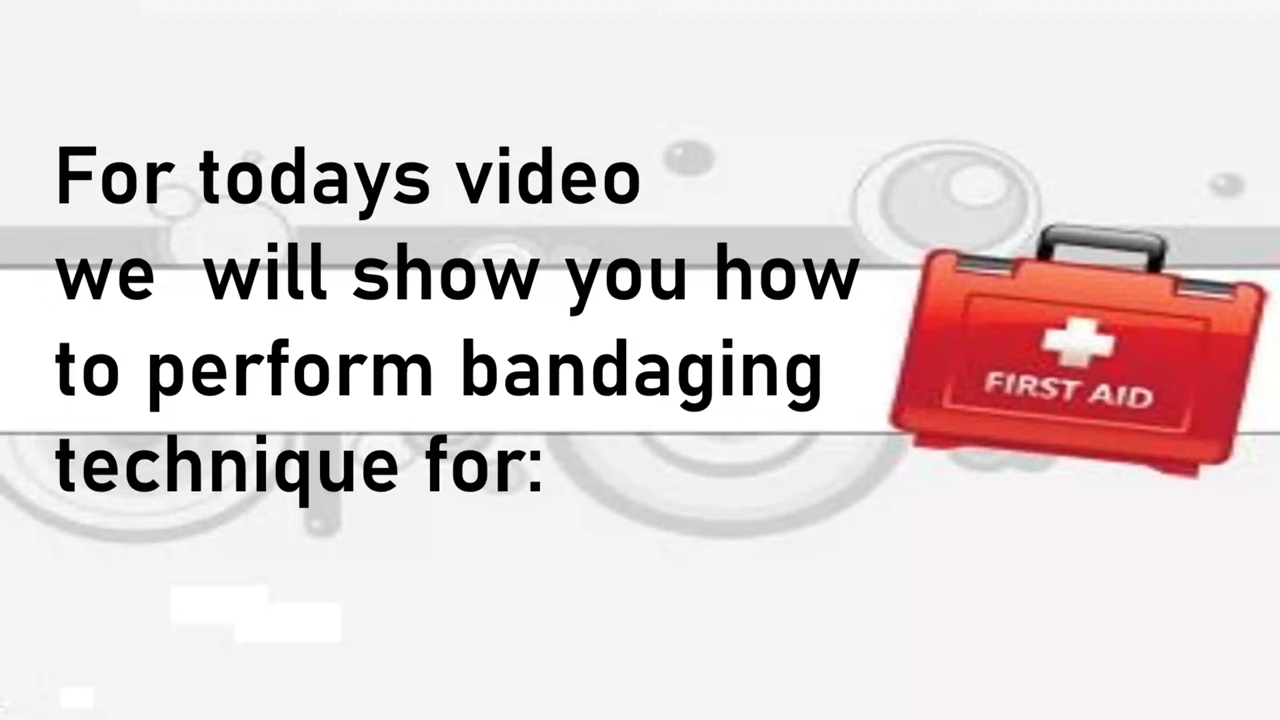 For todays video
we will show you how
to perform bandaging
technique for:
FIRST AID